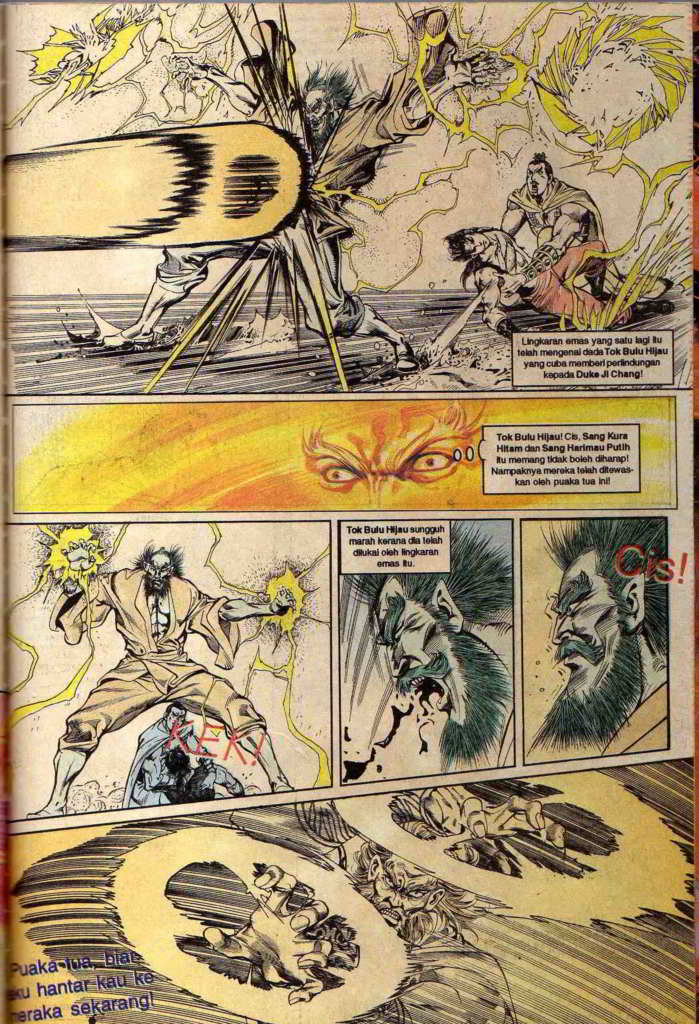 Lingkaran emas yang satu lagi itu
telah mengenai dada Tok Bulu Hijau
yang cuba memberi perlindungan
kepada Duke Ji Chang!
Tok Bulu Hijau! Cis, Sang Kura
Hitam dan Sang Harimau Putih
itu memang tidak boleh diharap!
Nampaknya mereka telah ditewas-
kan oleh puaka tua ini!
KEK!
Tok Bulu Hijau sungguh
marah kerana dia telah
dilukai oleh lingkaran
emas itu.
Cis!
Puaka tua, biar
aku hantar kau ke
neraka sekarang!